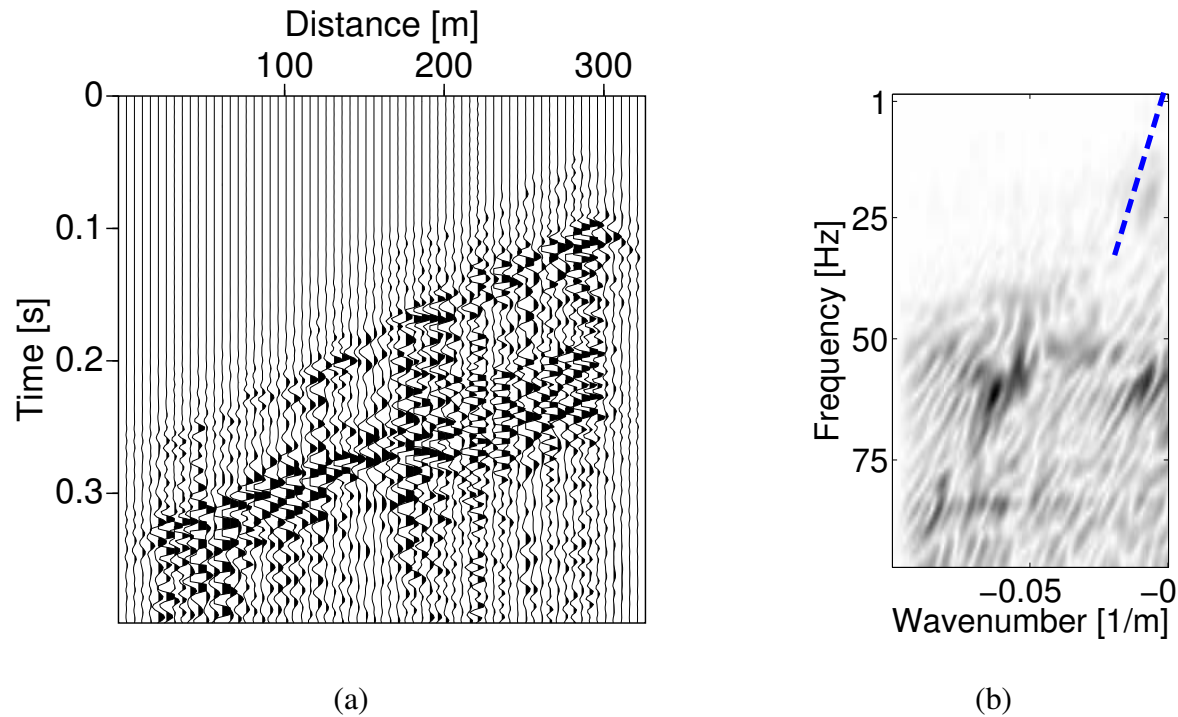 Distance [m]
100 200 300
0
0.1
0.2
0.3
Time [s]
(a)
1
25
50
75
Frequency [Hz]
−0.05 −0
Wavenumber [1/m]
(b)